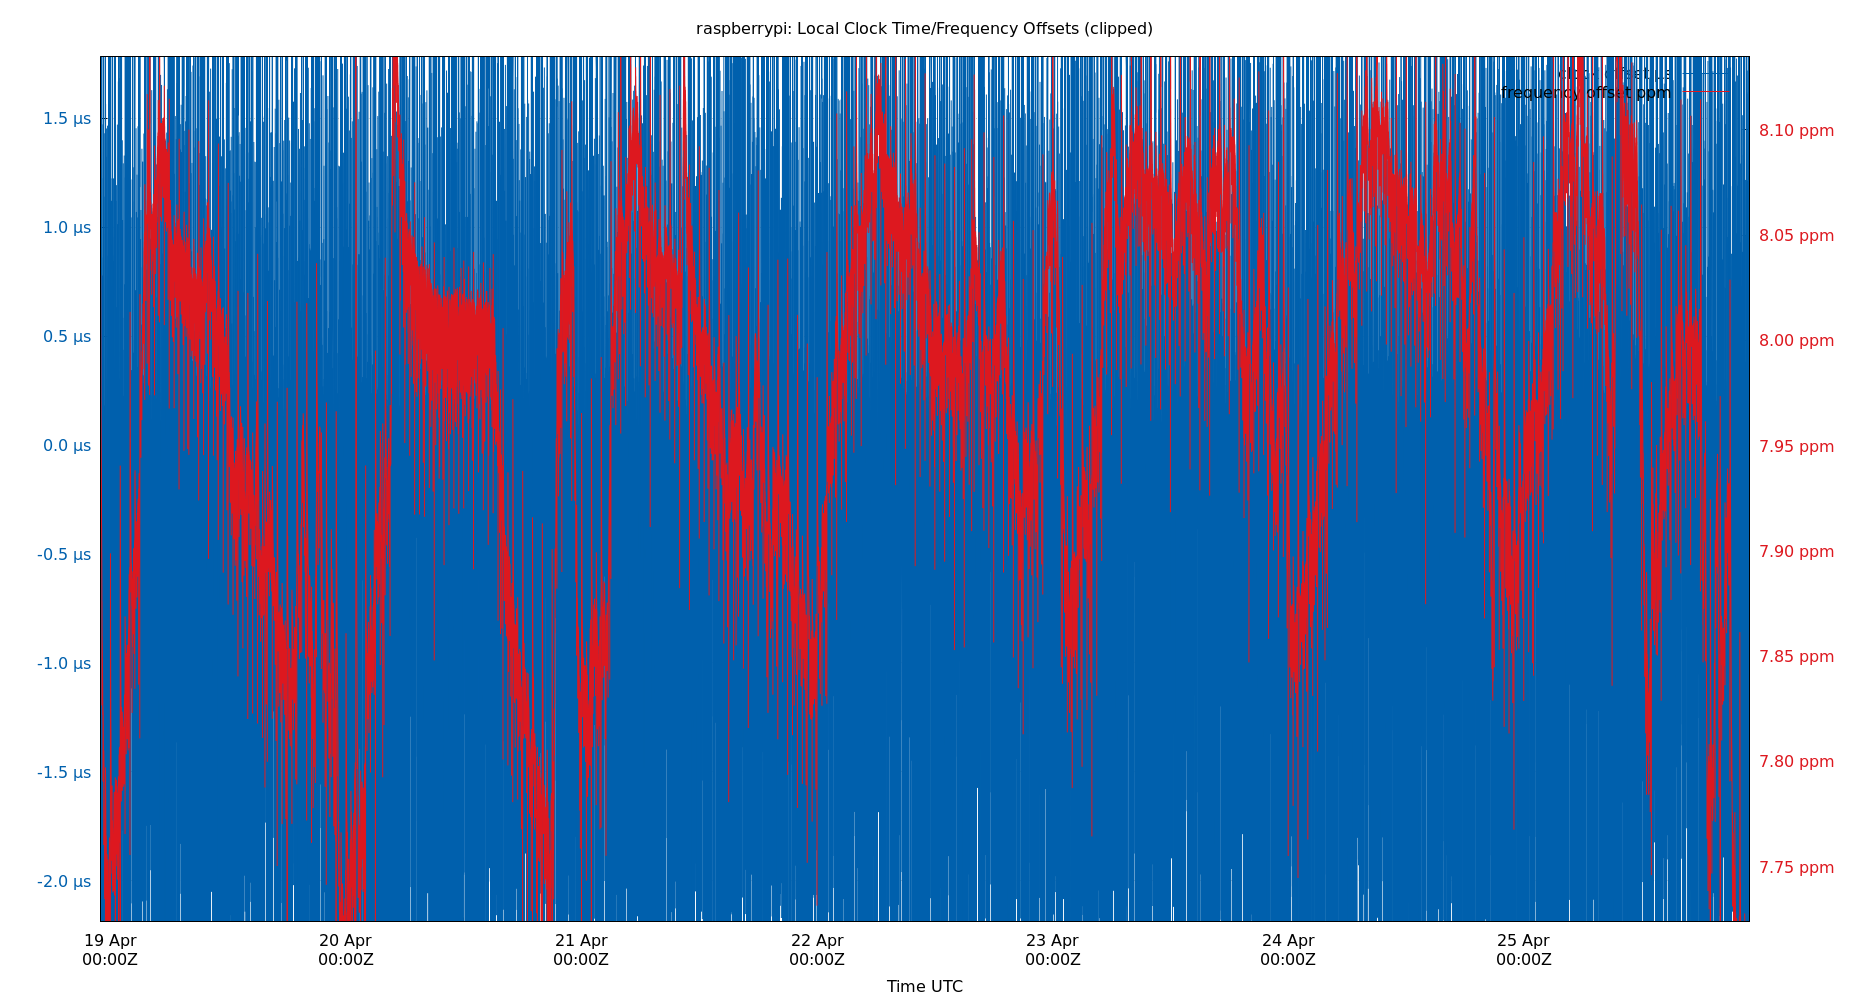 raspberrypi: Local Clock Time/Frequency Offsets (clipped)
clock offset µs
frequency offset ppm
1.5 µs
1.0 µs
0.5 µs
0.0 µs
-0.5 µs
-1.0 µs
-1.5 µs
-2.0 µs
8.10 ppm
8.05 ppm
8.00 ppm
7.95 ppm
7.90 ppm
7.85 ppm
7.80 ppm
7.75 ppm
19 Apr
00:00Z
20 Apr
00:00Z
21 Apr
00:00Z
22 Apr
00:00Z
23 Apr
00:00Z
24 Apr
00:00Z
25 Apr
00:00Z
Time UTC